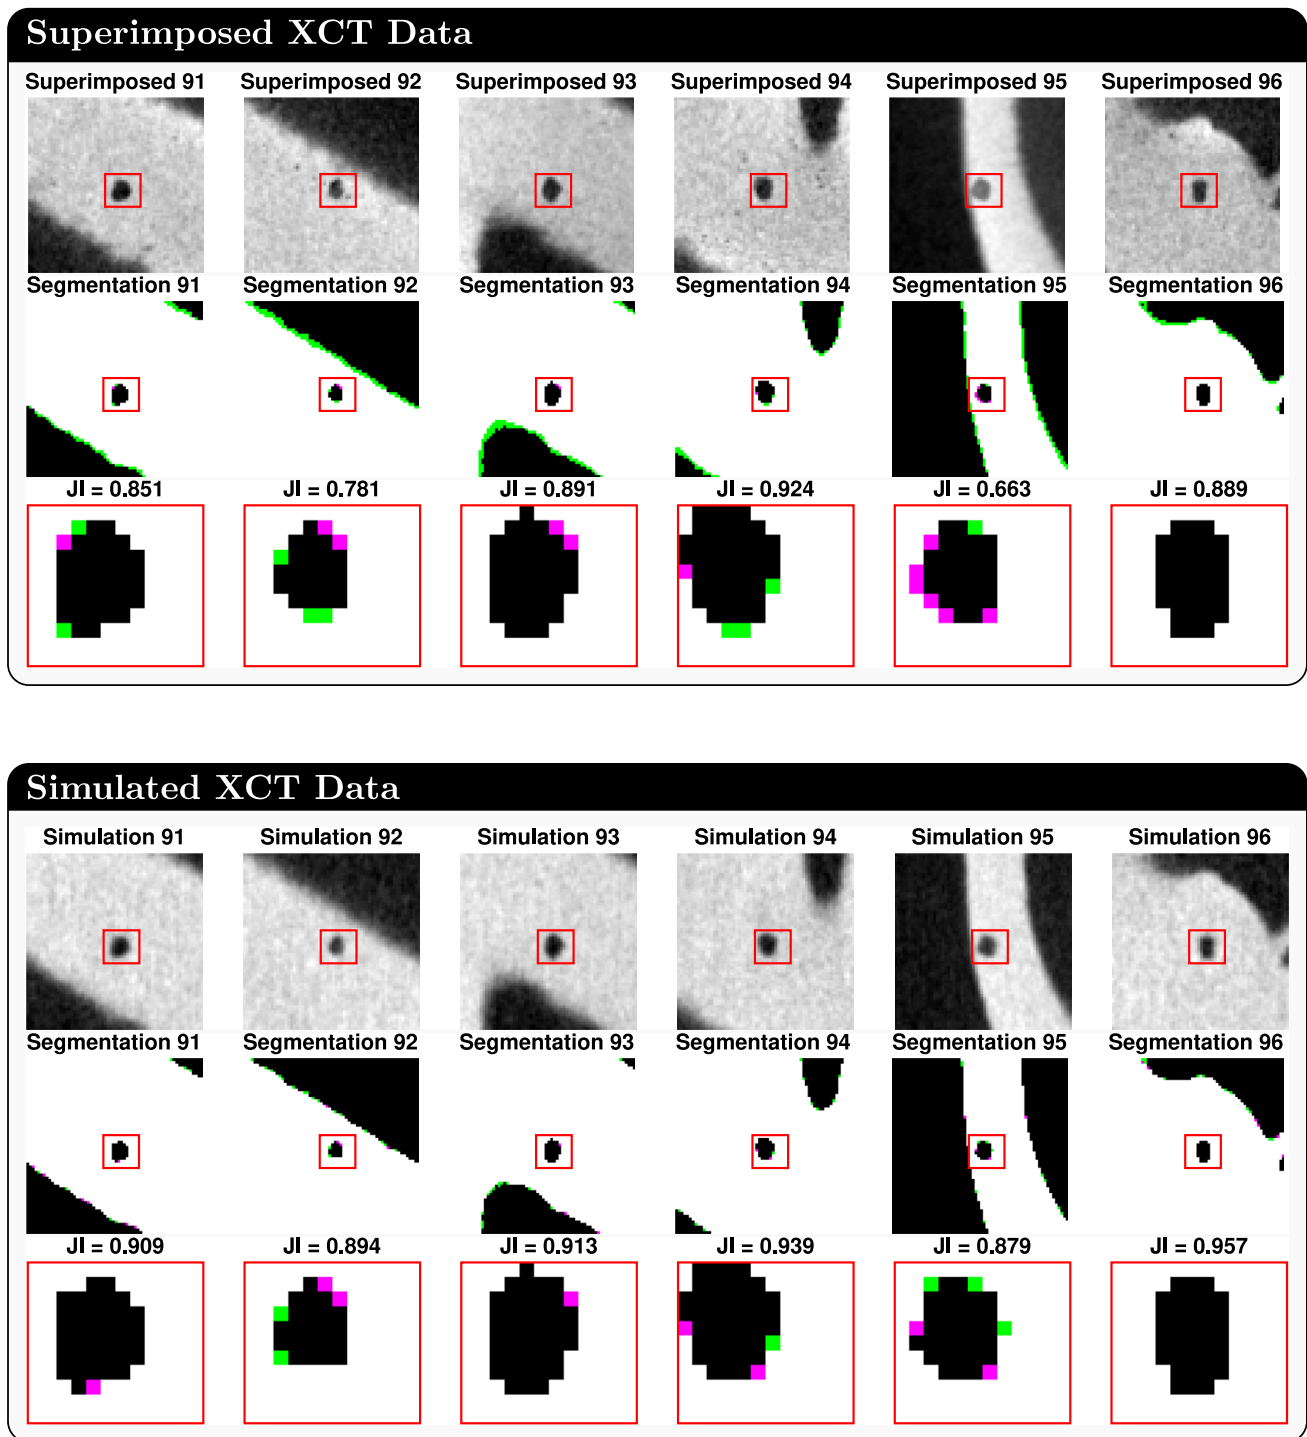 Superimposed XCT Data
Superimposed 91 Superimposed 92 Superimposed 93 Superimposed 94 Superimposed 95 Superimposed 96
Segmentation 91 Segmentation 92 Segmentation 93 Segmentation 94 Segmentation 95 Segmentation 96
JI = 0.851 JI = 0.781 JI = 0.891 JI = 0.924 JI = 0.663 JI = 0.889
Simulated XCT Data
Simulation 91 Simulation 92 Simulation 93 Simulation 94 Simulation 95 Simulation 96
Segmentation 91 Segmentation 92 Segmentation 93 Segmentation 94 Segmentation 95 Segmentation 96
JI = 0.909 JI = 0.894 JI = 0.913 JI = 0.939 JI = 0.879 JI = 0.957